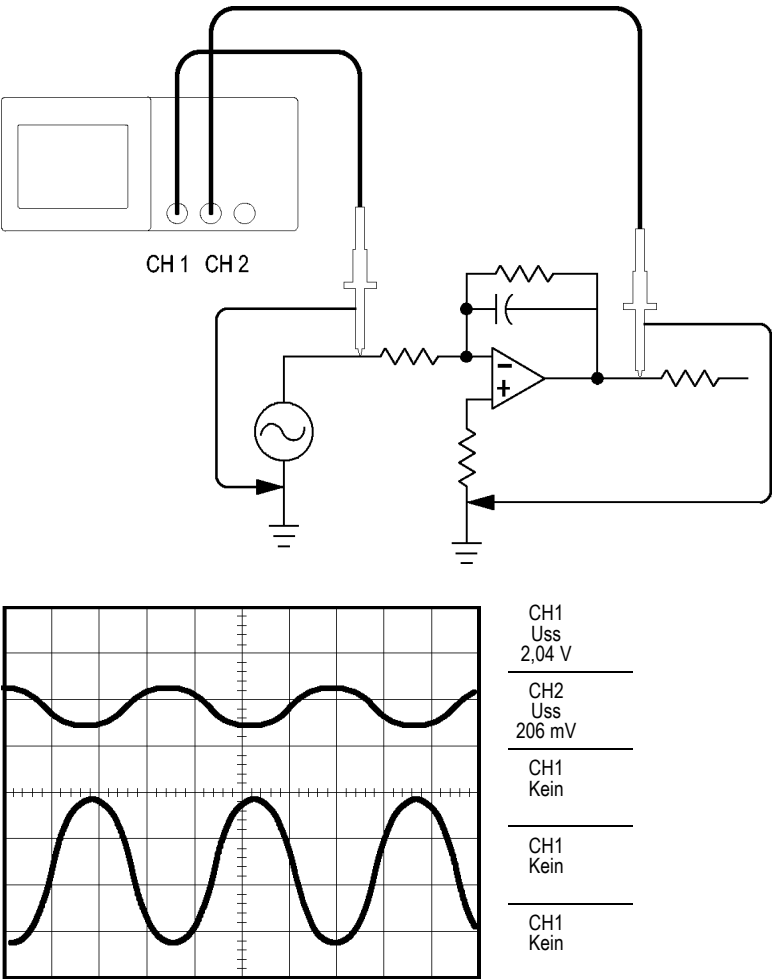 CH 1 CH 2
−
+
CH1
Uss
2,04 V
CH2
Uss
206 mV
CH1
Kein
CH1
Kein
CH1
Kein